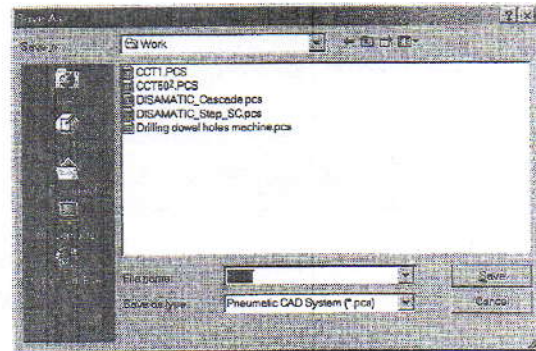 Save As
Save in:
Work
CCT1.PCS
CCT602.PCS
DISAMATIC_Cascade.pcs
DISAMATIC_Step_SC.pcs
Drilling dowel holes machine.pcs
File name:
Save
Save as type:
Pneumatic CAD System (*.pcs)
Cancel